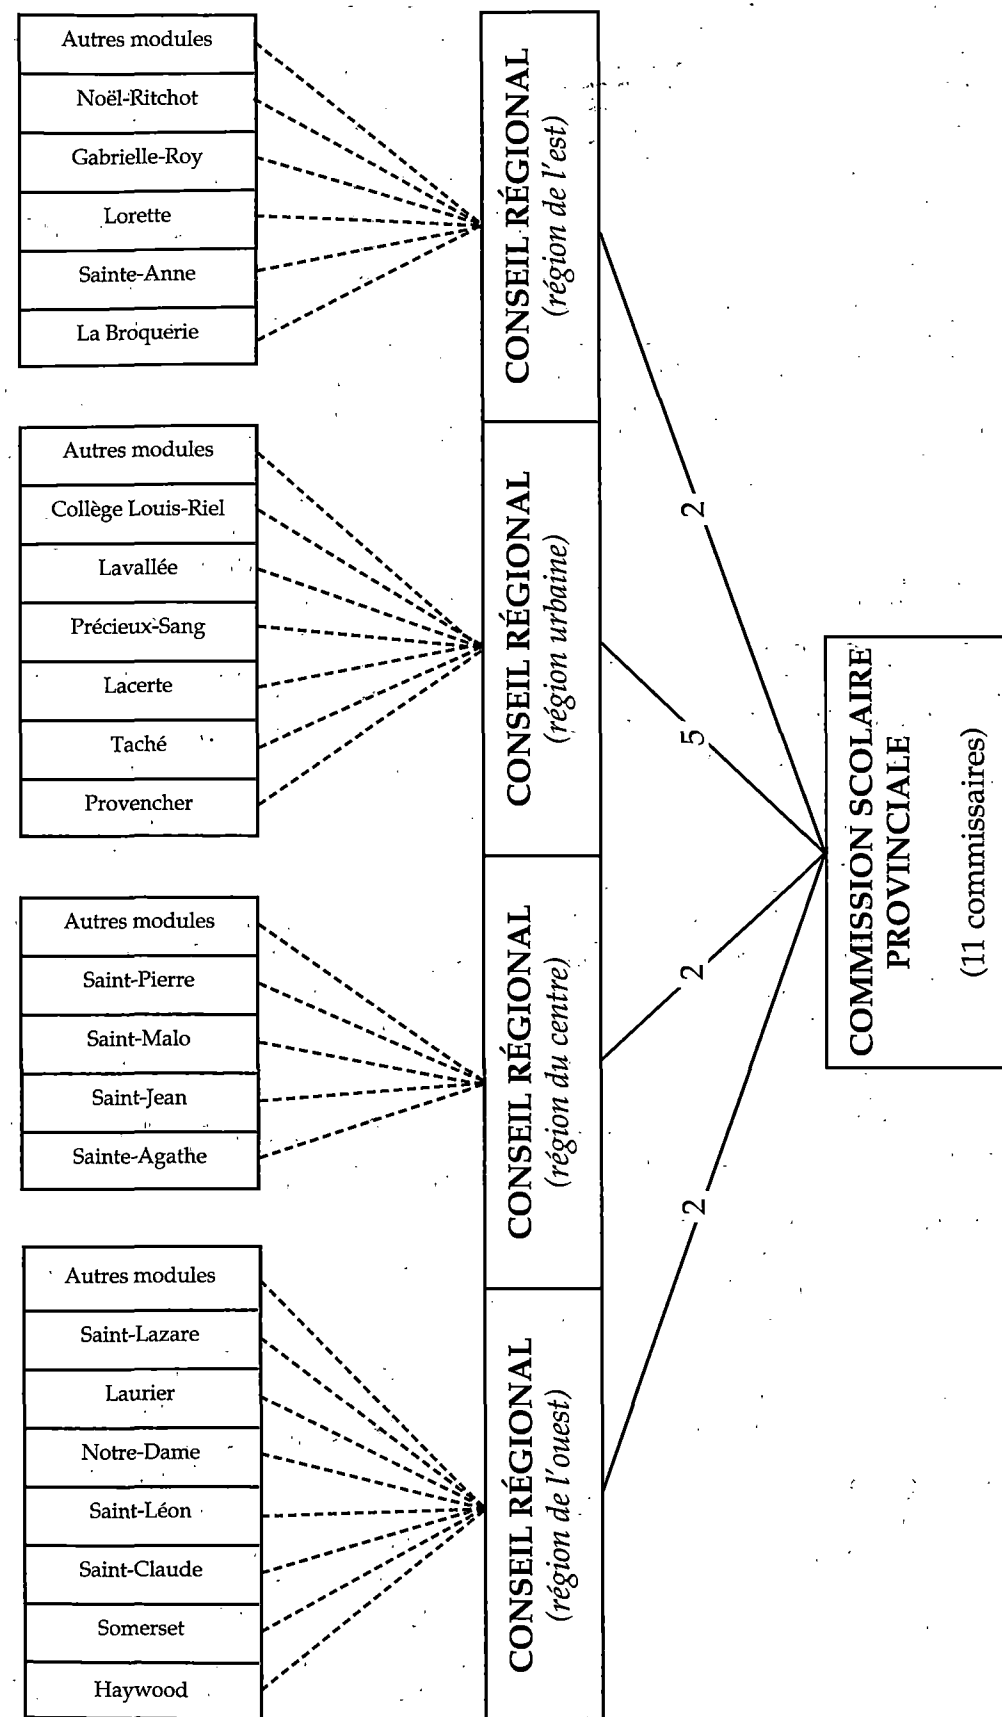 Autres modules
Noël-Ritchot
Gabrielle-Roy
Lorette
Sainte-Anne
La Broquerie
CONSEIL RÉGIONAL
(région de l'est)
2
Autres modules
Collège Louis-Riel
Lavallée
Précieux-Sang
Lacerte
Taché
Provencher
CONSEIL RÉGIONAL
(région urbaine)
5
Autres modules
Saint-Pierre
Saint-Malo
Saint-Jean
Sainte-Agathe
CONSEIL RÉGIONAL
(région du centre)
2
Autres modules
Saint-Lazare
Laurier
Notre-Dame
Saint-Léon
Saint-Claude
Somerset
Haywood
CONSEIL RÉGIONAL
(région de l'ouest)
2
COMMISSION SCOLAIRE
PROVINCIALE
(11 commissaires)